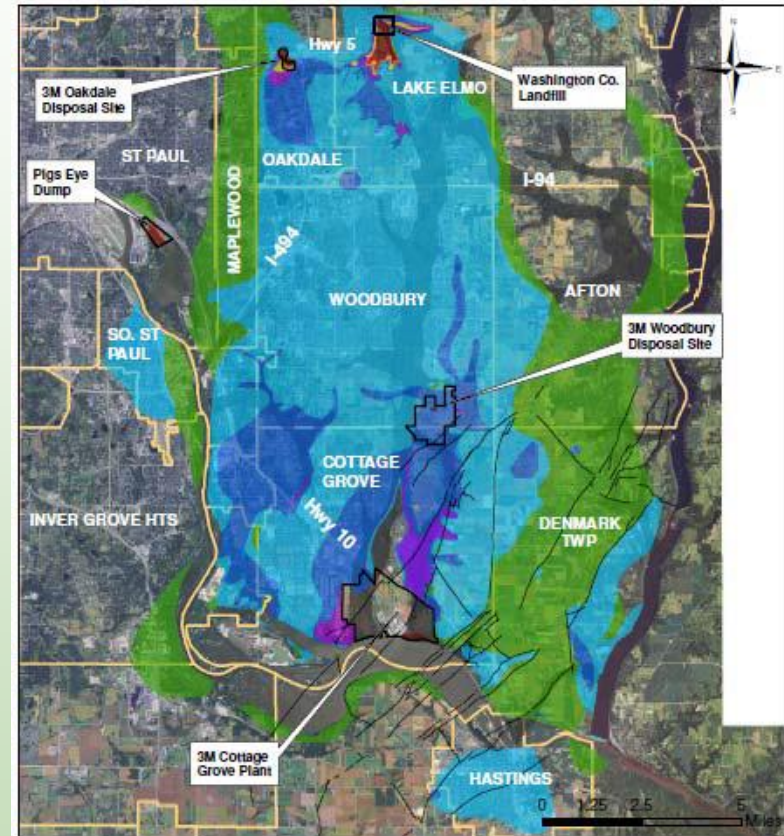 N
W
E
S
Hwy 5
3M Oakdale
Disposal Site
Washington Co.
Landfill
LAKE ELMO
ST PAUL
OAKDALE
Pigs Eye
Dump
MAPLEWOOD
I-94
I-494
WOODBURY
AFTON
SO. ST
PAUL
3M Woodbury
Disposal Site
COTTAGE
GROVE
INVER GROVE HTS
Hwy 10
DENMARK
TWP
3M Cottage
Grove Plant
HASTINGS
0 1.25 2.5 5
Miles